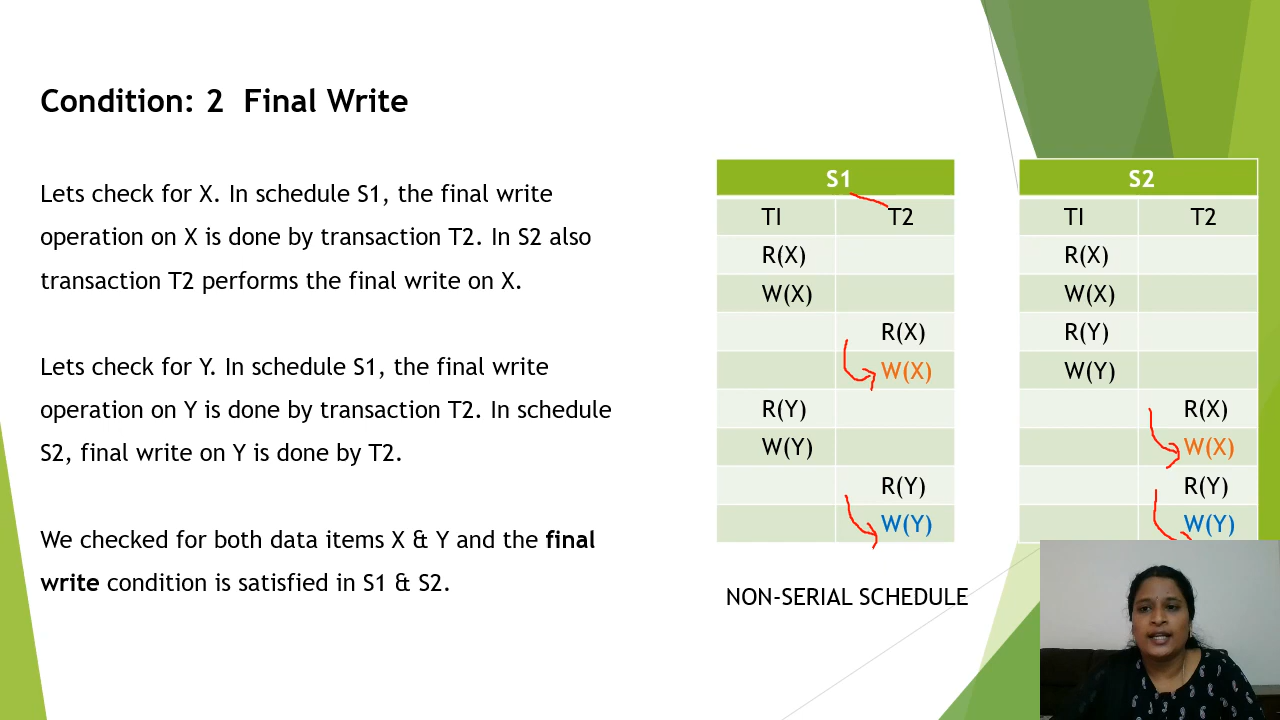 Condition: 2 Final Write
Lets check for X. In schedule S1, the final write
operation on X is done by transaction T2. In S2 also
transaction T2 performs the final write on X.
Lets check for Y. In schedule S1, the final write
operation on Y is done by transaction T2. In schedule
S2, final write on Y is done by T2.
We checked for both data items X & Y and the final
write condition is satisfied in S1 & S2.
S1
T1 T2
R(X)
W(X)
R(X)
W(X)
R(Y)
W(Y)
R(Y)
W(Y)
NON-SERIAL SCHEDULE
S2
T1 T2
R(X)
W(X)
R(Y)
W(Y)
R(X)
W(X)
R(Y)
W(Y)